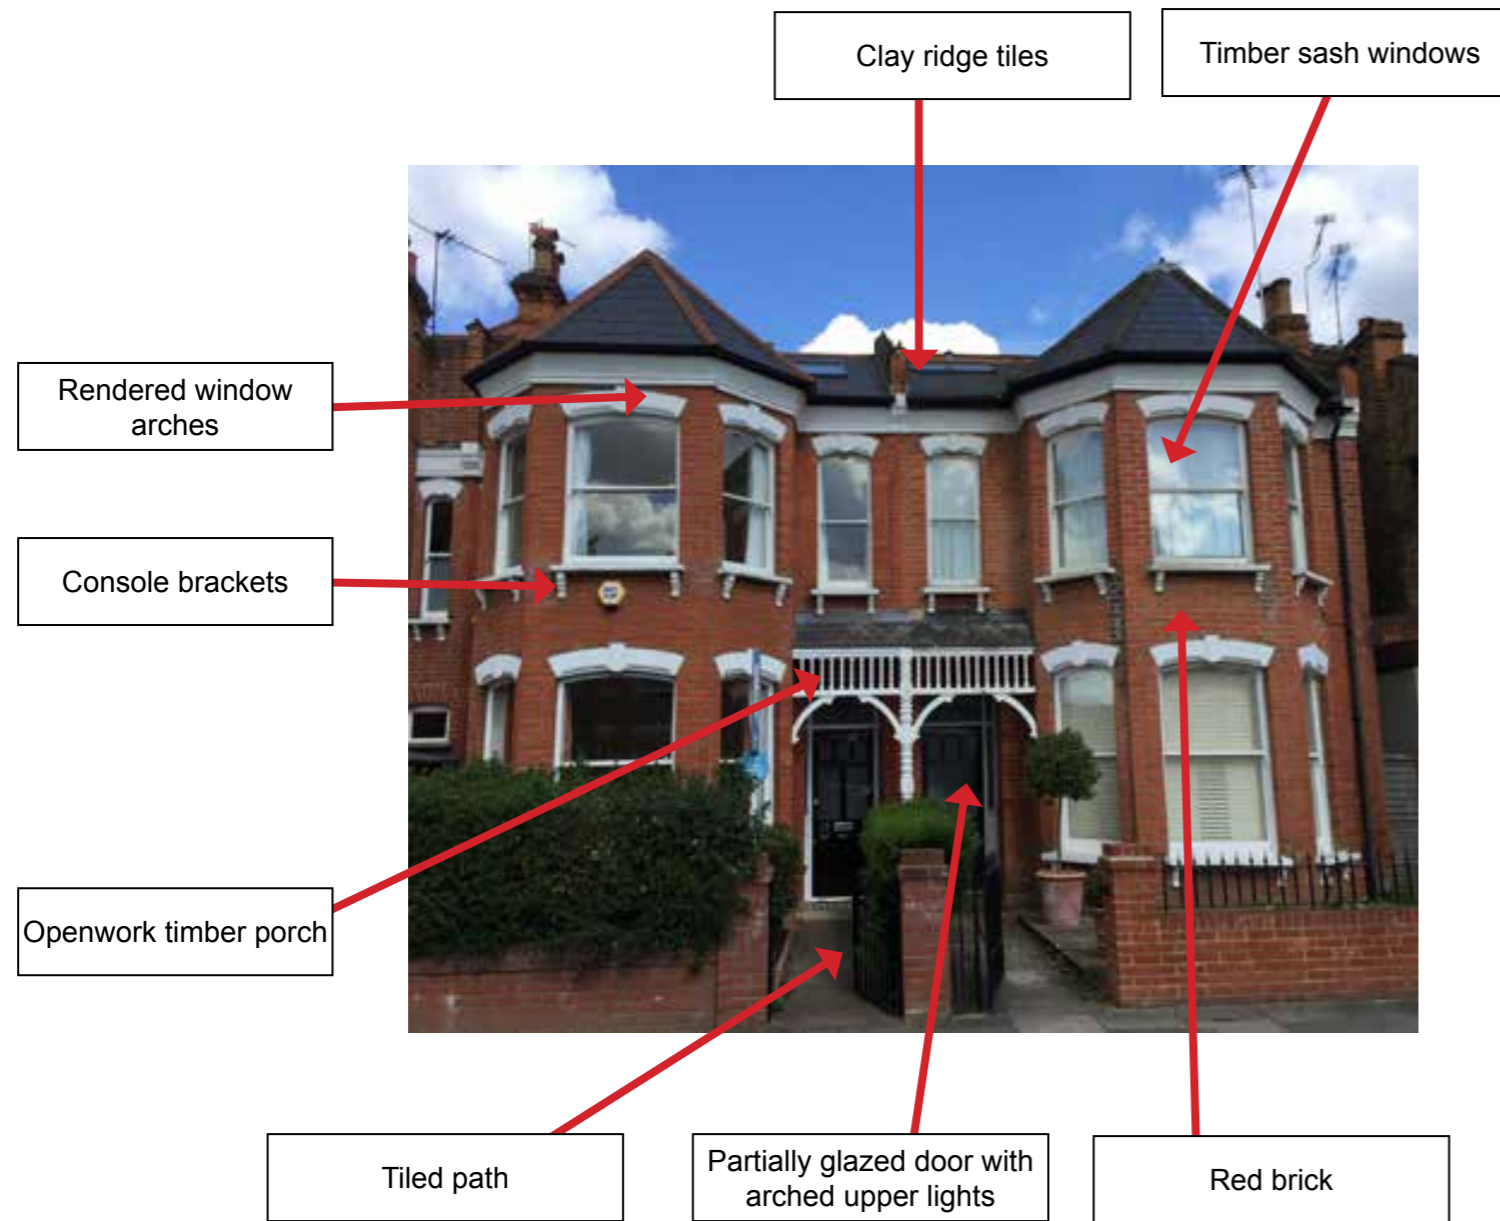 Clay ridge tiles
Timber sash windows
Rendered window
arches
Console brackets
Openwork timber porch
Tiled path
Partially glazed door with
arched upper lights
Red brick